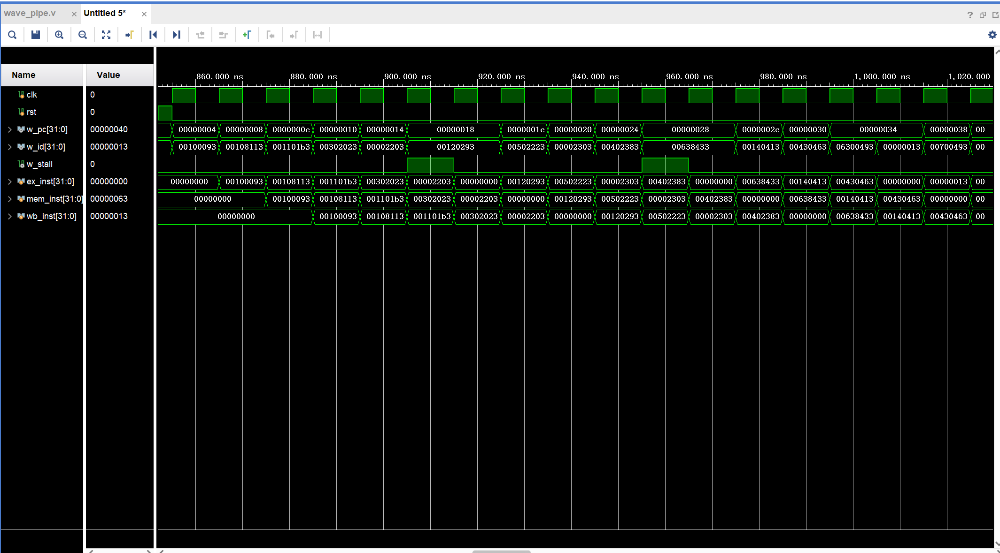 wave_pipe.v × Untitled 5* ×
?
Name Value
860.000 ns 880.000 ns 900.000 ns 920.000 ns 940.000 ns 960.000 ns 980.000 ns 1,000.000 ns 1,020.000
clk 0
rst 0
w_pc[31:0] 00000040 00000004 00000008 0000000c 00000010 00000014 00000018 0000001c 00000020 00000024 00000028 0000002c 00000030 00000034 00000038 00
w_id[31:0] 00000013 00100093 00108113 001101b3 00302023 00002203 00120293 00502223 00002303 00402383 00638433 00140413 00430463 06300493 00000013 00700493 00
w_stall 0
ex_inst[31:0] 00000000 00000000 00100093 00108113 001101b3 00302023 00002203 00000000 00120293 00502223 00002303 00402383 00000000 00638433 00140413 00430463 00000000 00000013 00
mem_inst[31:0] 00000063 00000000 00100093 00108113 001101b3 00302023 00002203 00000000 00120293 00502223 00002303 00402383 00000000 00638433 00140413 00430463 00000000 00
wb_inst[31:0] 00000013 00000000 00100093 00108113 001101b3 00302023 00002203 00000000 00120293 00502223 00002303 00402383 00000000 00638433 00140413 00430463 00